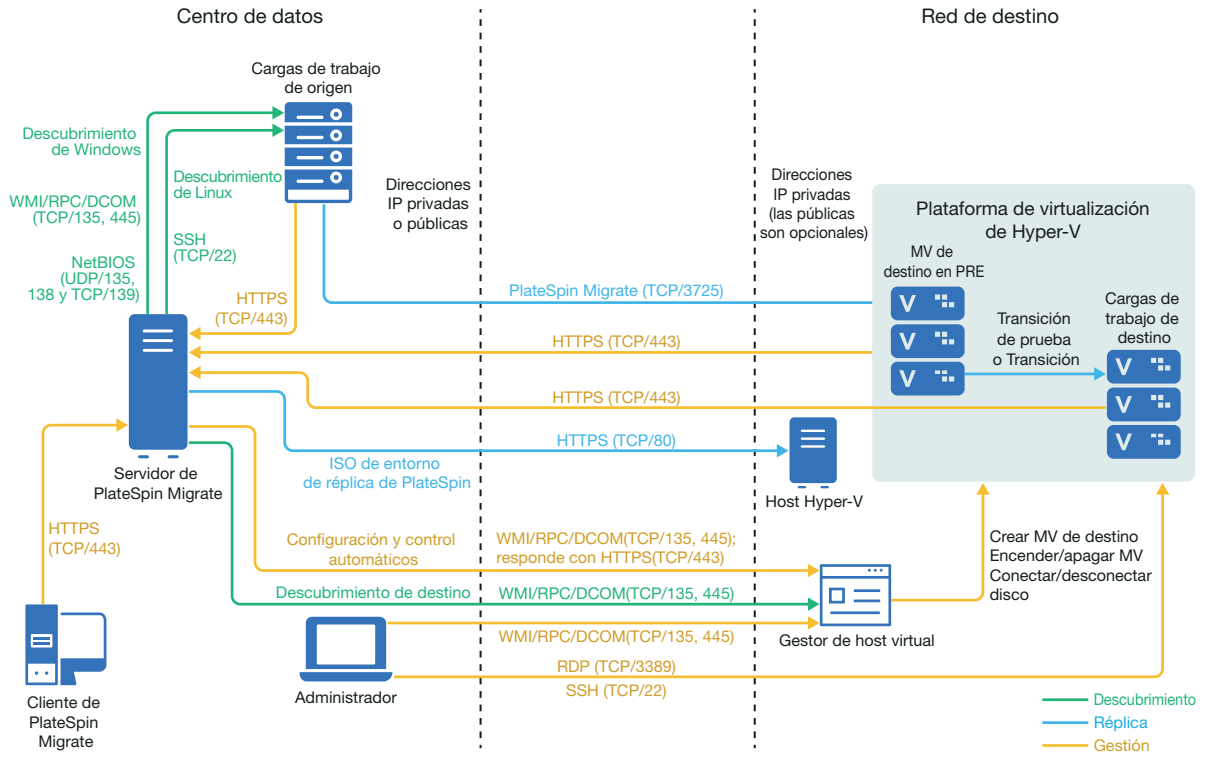 Centro de datos
Red de destino
Cargas de trabajo
de origen
Descubrimiento
de Windows
WMI/RPC/DCOM
(TCP/135, 445)
NetBIOS
(UDP/135,
138 y TCP/139)
Descubrimiento
de Linux
SSH
(TCP/22)
HTTPS
(TCP/443)
Direcciones
IP privadas
o públicas
Direcciones
IP privadas
(las públicas
son opcionales)
Plataforma de virtualización
de Hyper-V
MV de
destino en PRE
Cargas de
trabajo de
destino
Transición
de prueba
o Transición
PlateSpin Migrate (TCP/3725)
HTTPS (TCP/443)
HTTPS (TCP/443)
HTTPS (TCP/80)
ISO de entorno
de réplica de PlateSpin
Servidor de
PlateSpin Migrate
Host Hyper-V
HTTPS
(TCP/443)
Configuración y control
automáticos
WMI/RPC/DCOM(TCP/135, 445);
responde con HTTPS(TCP/443)
Crear MV de destino
Encender/apagar MV
Conectar/desconectar
disco
Descubrimiento de destino
WMI/RPC/DCOM(TCP/135, 445)
WMI/RPC/DCOM(TCP/135, 445)
Gestor de host virtual
RDP (TCP/3389)
SSH (TCP/22)
Administrador
Cliente de
PlateSpin
Migrate
Descubrimiento
Réplica
Gestión